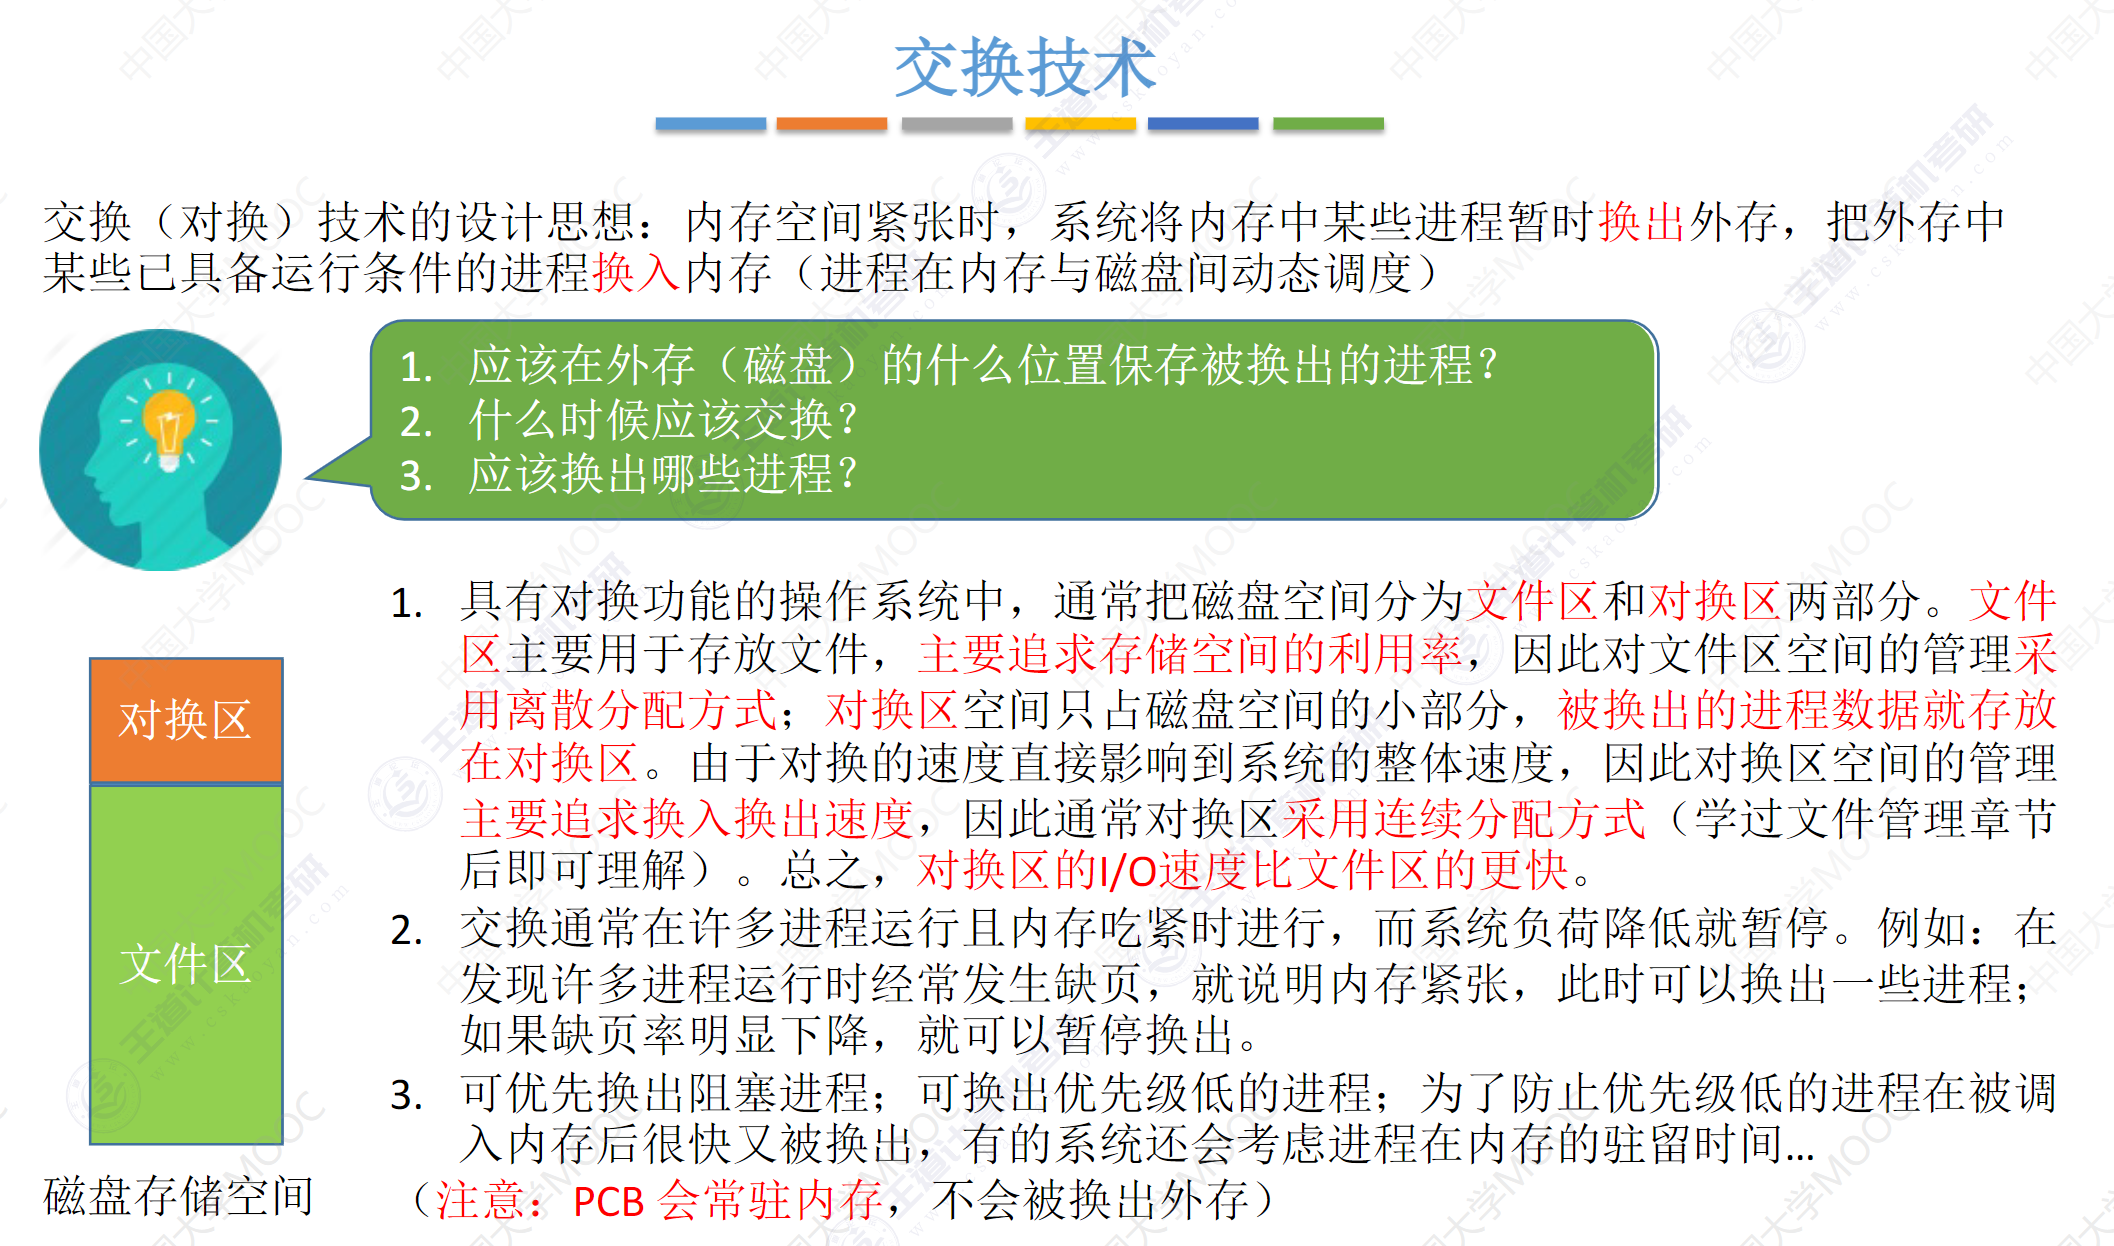 交换技术
交换（对换）技术的设计思想：内存空间紧张时，系统将内存中某些进程暂时换出外存，把外存中
某些已具备运行条件的进程换入内存（进程在内存与磁盘间动态调度）
1. 应该在外存（磁盘）的什么位置保存被换出的进程？
2. 什么时候应该交换？
3. 应该换出哪些进程？
1. 具有对换功能的操作系统中，通常把磁盘空间分为文件区和对换区两部分。文件
区主要用于存放文件，主要追求存储空间的利用率，因此对文件区空间的管理采
用离散分配方式；对换区空间只占磁盘空间的小部分，被换出的进程数据就存放
在对换区。由于对换的速度直接影响到系统的整体速度，因此对换区空间的管理
主要追求换入换出速度，因此通常对换区采用连续分配方式（学过文件管理章节
后即可理解）。总之，对换区的I/O速度比文件区的更快。
2. 交换通常在许多进程运行且内存吃紧时进行，而系统负荷降低就暂停。例如：在
发现许多进程运行时经常发生缺页，就说明内存紧张，此时可以换出一些进程；
如果缺页率明显下降，就可以暂停换出。
3. 可优先换出阻塞进程；可换出优先级低的进程；为了防止优先级低的进程在被调
入内存后很快又被换出，有的系统还会考虑进程在内存的驻留时间…
（注意：PCB 会常驻内存，不会被换出外存）
对换区
文件区
磁盘存储空间
中国大学MOOC
王道计算机考研
www.cskaoyan.com